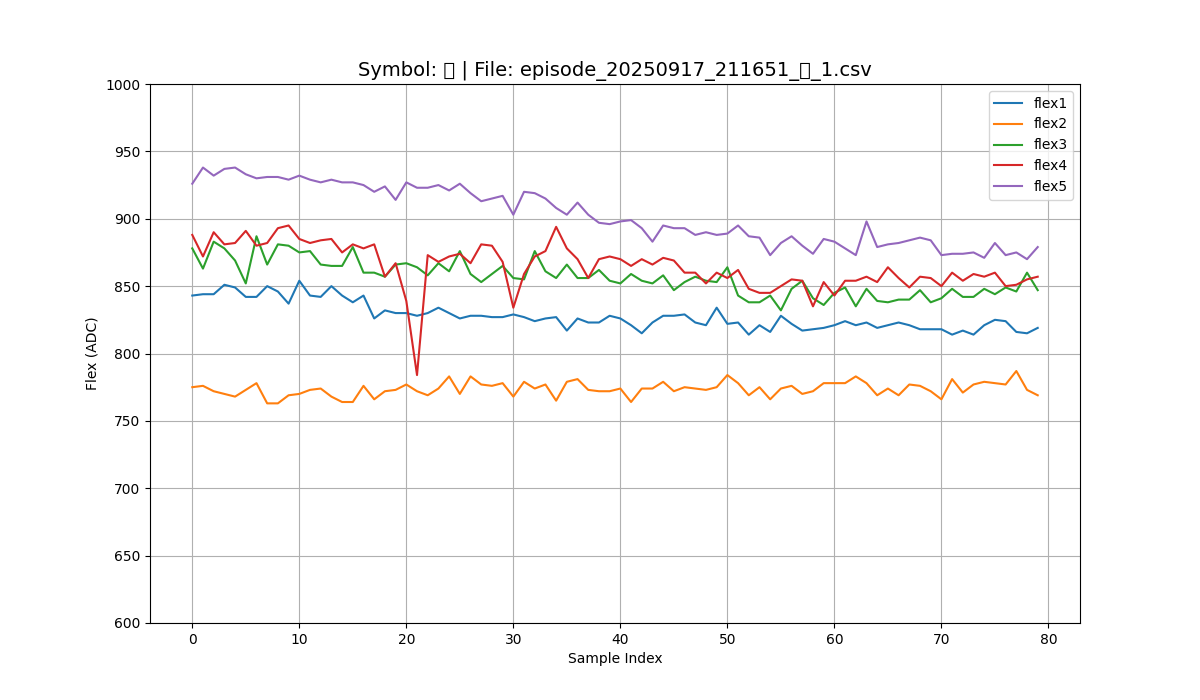 Symbol: | File: episode_20250917_211651_ _1.csv
1000
950
900
850
800
750
700
650
600
Flex (ADC)
0 10 20 30 40 50 60 70 80
Sample Index
flex1
flex2
flex3
flex4
flex5